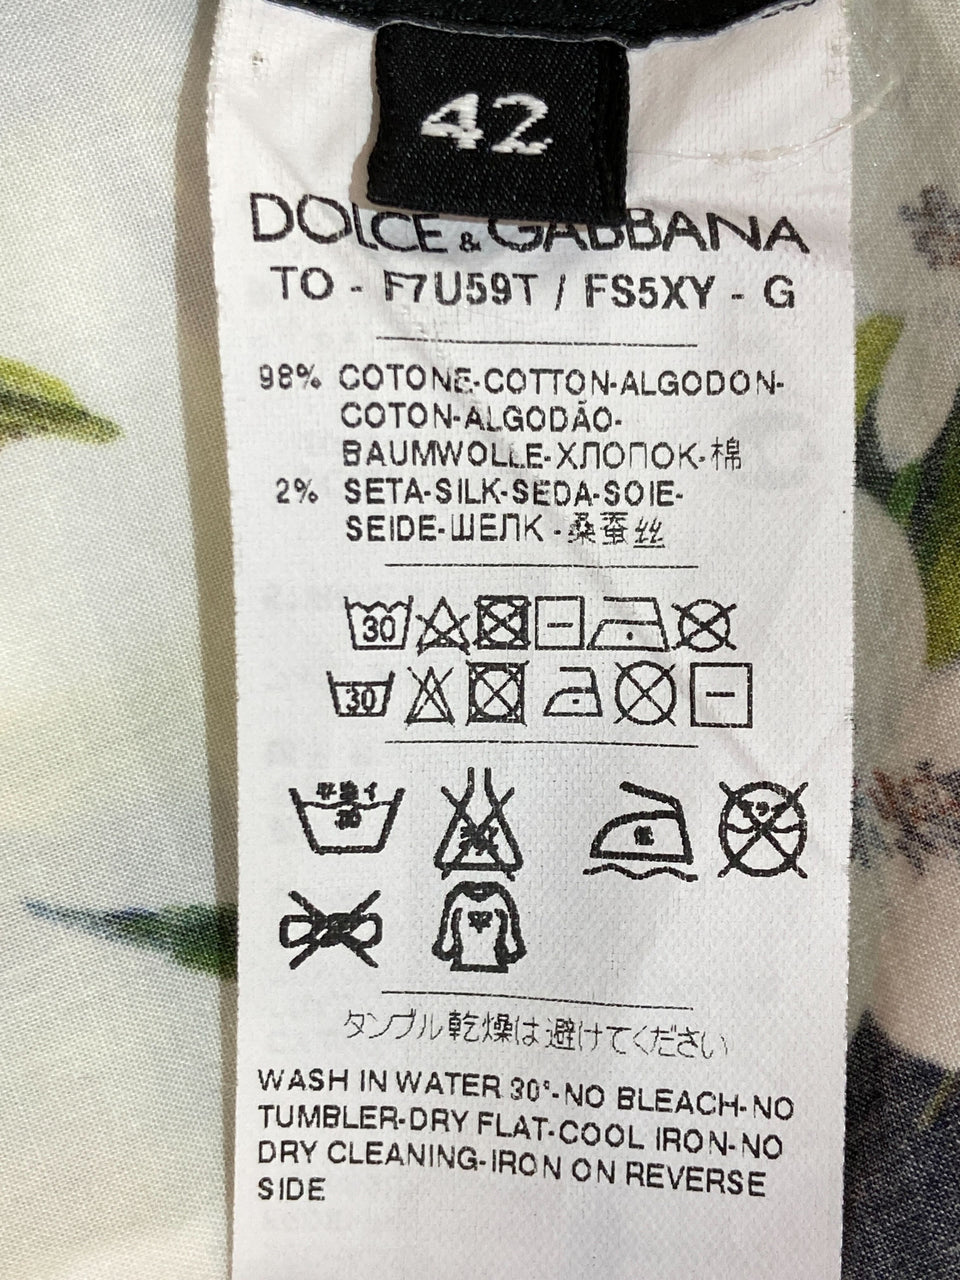 42
DOLCE & GABBANA
TO - F7U59T / FS5XY - G
98% COTONE-COTTON-ALGODON-
COTON-ALGODÃO-
BAUMWOLLE-ХЛОПОК-棉
2% SETA-SILK-SEDA-SOIE-
SEIDE-ШЕЛК-桑蚕丝
30
30
30
タンブル乾燥は避けてください
WASH IN WATER 30°-NO BLEACH-NO
TUMBLER-DRY FLAT-COOL IRON-NO
DRY CLEANING-IRON ON REVERSE
SIDE